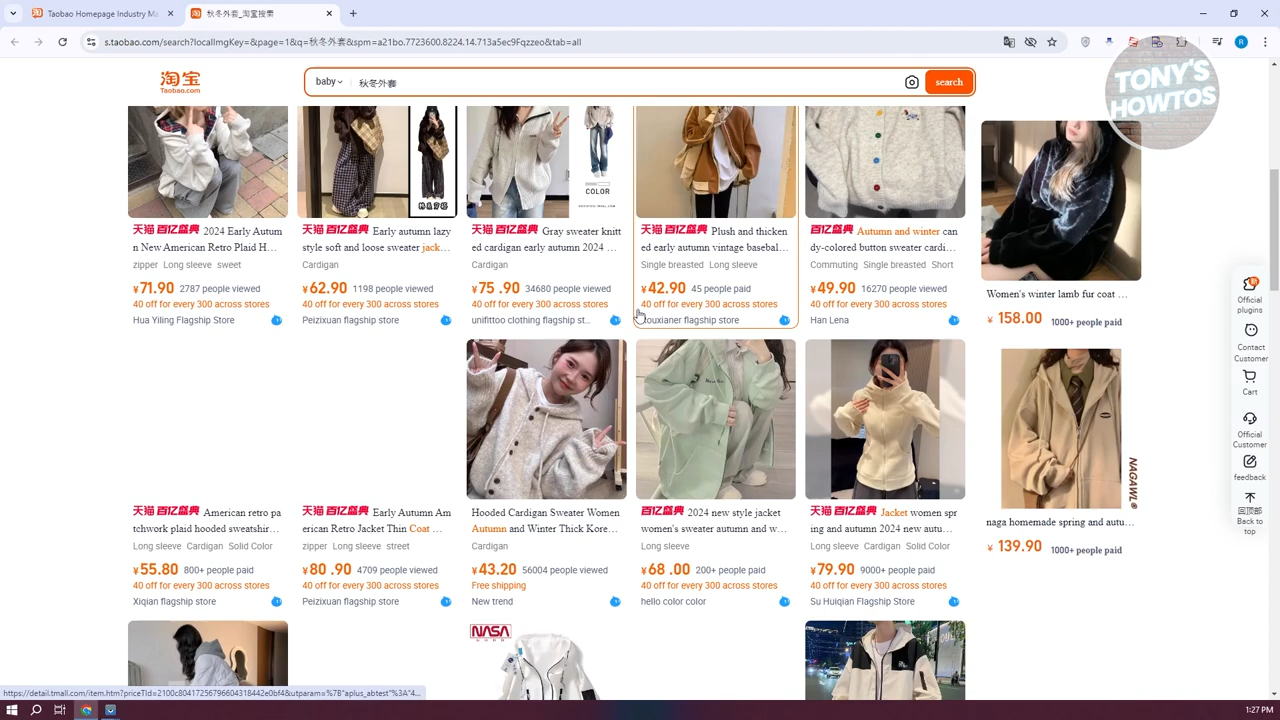 Taobao Homepage Industry Ma
秋冬外套_淘宝搜索
s.taobao.com/search?localImgKey=&page=1&q=秋冬外套&spm=a21bo.7723600.8224.14.713a5ec9Fqzzeo&tab=all
R
淘宝
Taobao.com
baby
秋冬外套
search
TONY'S
HOWTOS
COLOR
天猫 百亿盛典 2024 Early Autum
n New American Retro Plaid H...
zipper Long sleeve sweet
¥71.90 2787 people viewed
40 off for every 300 across stores
Hua Yiling Flagship Store
天猫 百亿盛典 Early autumn lazy
style soft and loose sweater jack...
Cardigan
¥62.90 1198 people viewed
40 off for every 300 across stores
Peizixuan flagship store
天猫 百亿盛典 Gray sweater knitt
ed cardigan early autumn 2024 ...
Cardigan
¥75 .90 34680 people viewed
40 off for every 300 across stores
unifittoo clothing flagship st...
天猫 百亿盛典 Plush and thicken
ed early autumn vintage basebal...
Single breasted Long sleeve
¥42.90 45 people paid
40 off for every 300 across stores
ouxianer flagship store
天猫 百亿盛典 Autumn and winter can
dy-colored button sweater cardi...
Commuting Single breasted Short
¥49.90 16270 people viewed
40 off for every 300 across stores
Han Lena
Women's winter lamb fur coat ...
¥ 158.00 1000+ people paid
NAGAWL®
naga homemade spring and autu...
¥ 139.90 1000+ people paid
Official
plugins
Contact
Customer
Cart
Official
Customer
feedback
回顶部
Back to
top
天猫 百亿盛典 American retro pa
tchwork plaid hooded sweatshir...
Long sleeve Cardigan Solid Color
¥55.80 800+ people paid
40 off for every 300 across stores
Xiqian flagship store
天猫 百亿盛典 Early Autumn Am
erican Retro Jacket Thin Coat ...
zipper Long sleeve street
¥80 .90 4709 people viewed
40 off for every 300 across stores
Peizixuan flagship store
Hooded Cardigan Sweater Women
Autumn and Winter Thick Kore...
Cardigan
¥43.20 56004 people viewed
Free shipping
New trend
百亿盛典 2024 new style jacket
women's sweater autumn and w...
Long sleeve
¥68 .00 200+ people paid
40 off for every 300 across stores
hello color color
天猫 百亿盛典 Jacket women spr
ing and autumn 2024 new autu...
Long sleeve Cardigan Solid Color
¥79.90 9000+ people paid
40 off for every 300 across stores
Su Huiqian Flagship Store
NASA
https://detail.tmall.com/item.htm?priceTId=2100c80417256796604318442e0bf4&utparam=%7B"aplus_abtest"%3A"4...
1:27 PM